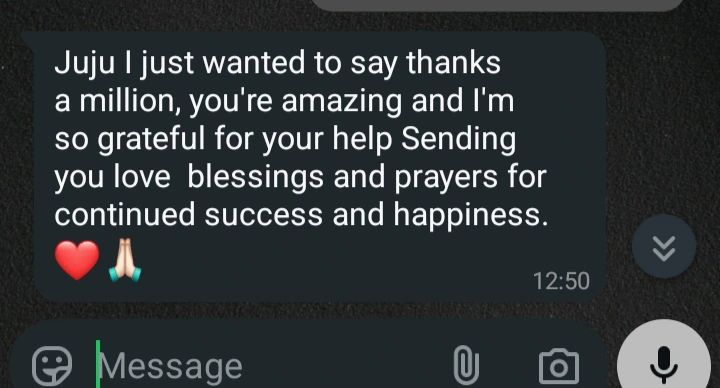 Juju I just wanted to say thanks
a million, you're amazing and I'm
so grateful for your help Sending
you love  blessings and prayers for
continued success and happiness.
❤️🙏🏻
12:50
Message